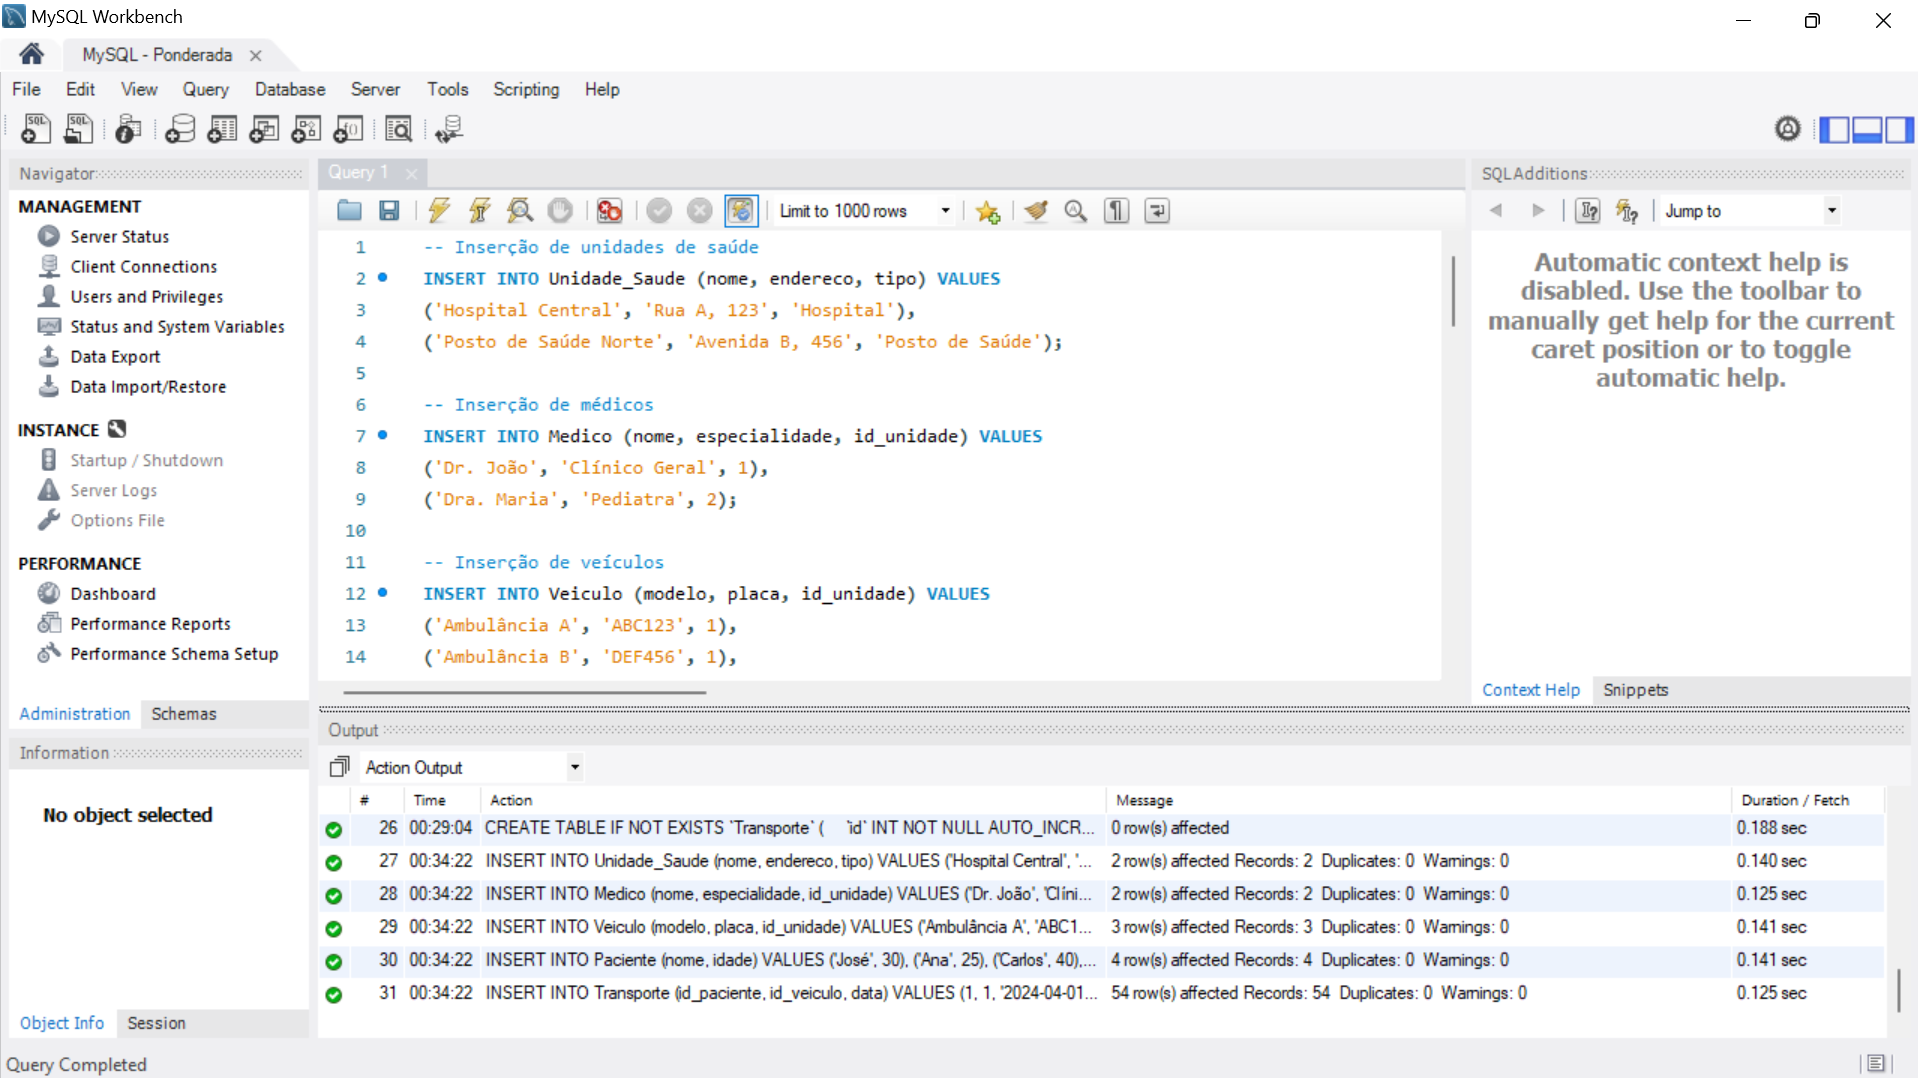 MySQL Workbench
MySQL - Ponderada
File Edit View Query Database Server Tools Scripting Help
Navigator
MANAGEMENT
Server Status
Client Connections
Users and Privileges
Status and System Variables
Data Export
Data Import/Restore
INSTANCE
Startup / Shutdown
Server Logs
Options File
PERFORMANCE
Dashboard
Performance Reports
Performance Schema Setup
Administration Schemas
Information
No object selected
Object Info Session
Query 1
Limit to 1000 rows
1 -- Inserção de unidades de saúde
2 INSERT INTO Unidade_Saude (nome, endereco, tipo) VALUES
3 ('Hospital Central', 'Rua A, 123', 'Hospital'),
4 ('Posto de Saúde Norte', 'Avenida B, 456', 'Posto de Saúde');
5
6 -- Inserção de médicos
7 INSERT INTO Medico (nome, especialidade, id_unidade) VALUES
8 ('Dr. João', 'Clínico Geral', 1),
9 ('Dra. Maria', 'Pediatra', 2);
10
11 -- Inserção de veículos
12 INSERT INTO Veiculo (modelo, placa, id_unidade) VALUES
13 ('Ambulância A', 'ABC123', 1),
14 ('Ambulância B', 'DEF456', 1),
SQLAdditions
Jump to
Automatic context help is
disabled. Use the toolbar to
manually get help for the current
caret position or to toggle
automatic help.
Context Help Snippets
Output
Action Output
# Time Action Message Duration / Fetch
26 00:29:04 CREATE TABLE IF NOT EXISTS `Transporte` ( `id` INT NOT NULL AUTO_INCR... 0 row(s) affected 0.188 sec
27 00:34:22 INSERT INTO Unidade_Saude (nome, endereco, tipo) VALUES ('Hospital Central', '... 2 row(s) affected Records: 2 Duplicates: 0 Warnings: 0 0.140 sec
28 00:34:22 INSERT INTO Medico (nome, especialidade, id_unidade) VALUES ('Dr. João', 'Clíni... 2 row(s) affected Records: 2 Duplicates: 0 Warnings: 0 0.125 sec
29 00:34:22 INSERT INTO Veiculo (modelo, placa, id_unidade) VALUES ('Ambulância A', 'ABC1... 3 row(s) affected Records: 3 Duplicates: 0 Warnings: 0 0.141 sec
30 00:34:22 INSERT INTO Paciente (nome, idade) VALUES ('José', 30), ('Ana', 25), ('Carlos', 40),... 4 row(s) affected Records: 4 Duplicates: 0 Warnings: 0 0.141 sec
31 00:34:22 INSERT INTO Transporte (id_paciente, id_veiculo, data) VALUES (1, 1, '2024-04-01... 54 row(s) affected Records: 54 Duplicates: 0 Warnings: 0 0.125 sec
Query Completed